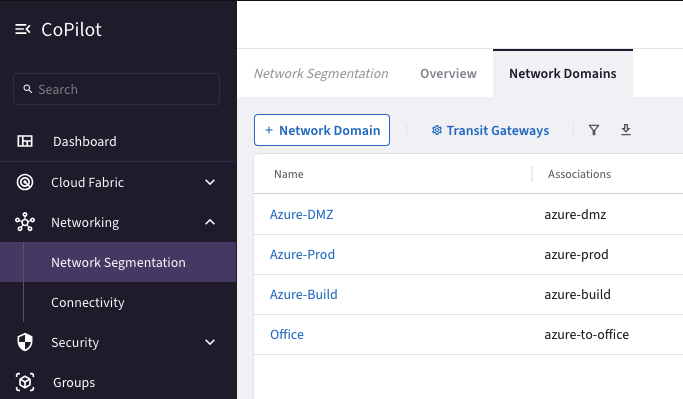 CoPilot
Search
Dashboard
Cloud Fabric
Networking
Network Segmentation
Connectivity
Security
Groups
Network Segmentation Overview Network Domains
+ Network Domain Transit Gateways
Name Associations
Azure-DMZ azure-dmz
Azure-Prod azure-prod
Azure-Build azure-build
Office azure-to-office